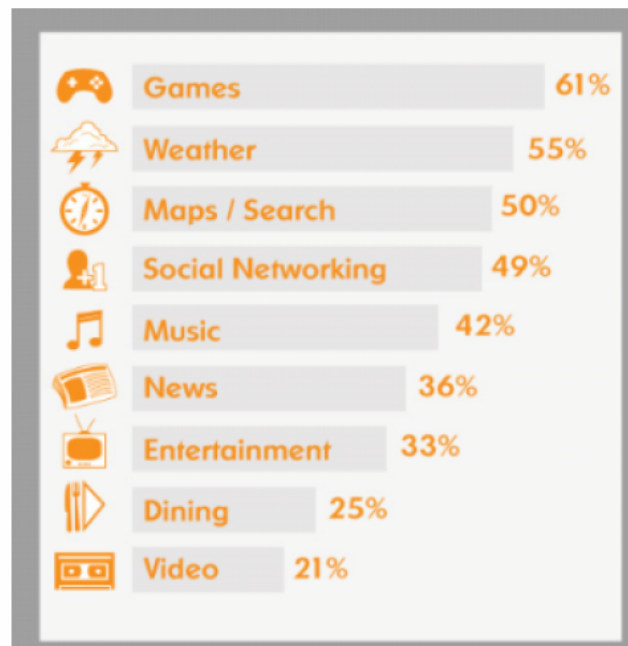 Games 61%
Weather 55%
Maps / Search 50%
+1 Social Networking 49%
Music 42%
News 36%
Entertainment 33%
Dining 25%
Video 21%